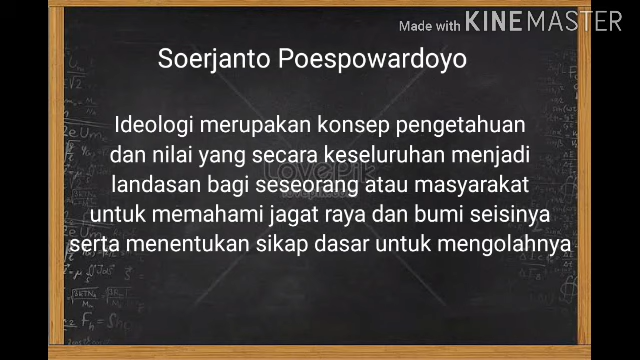 Made with KINEMASTER
Soerjanto Poespowardoyo
Ideologi merupakan konsep pengetahuan
dan nilai yang secara keseluruhan menjadi
landasan bagi seseorang atau masyarakat
untuk memahami jagat raya dan bumi seisinya
serta menentukan sikap dasar untuk mengolahnya